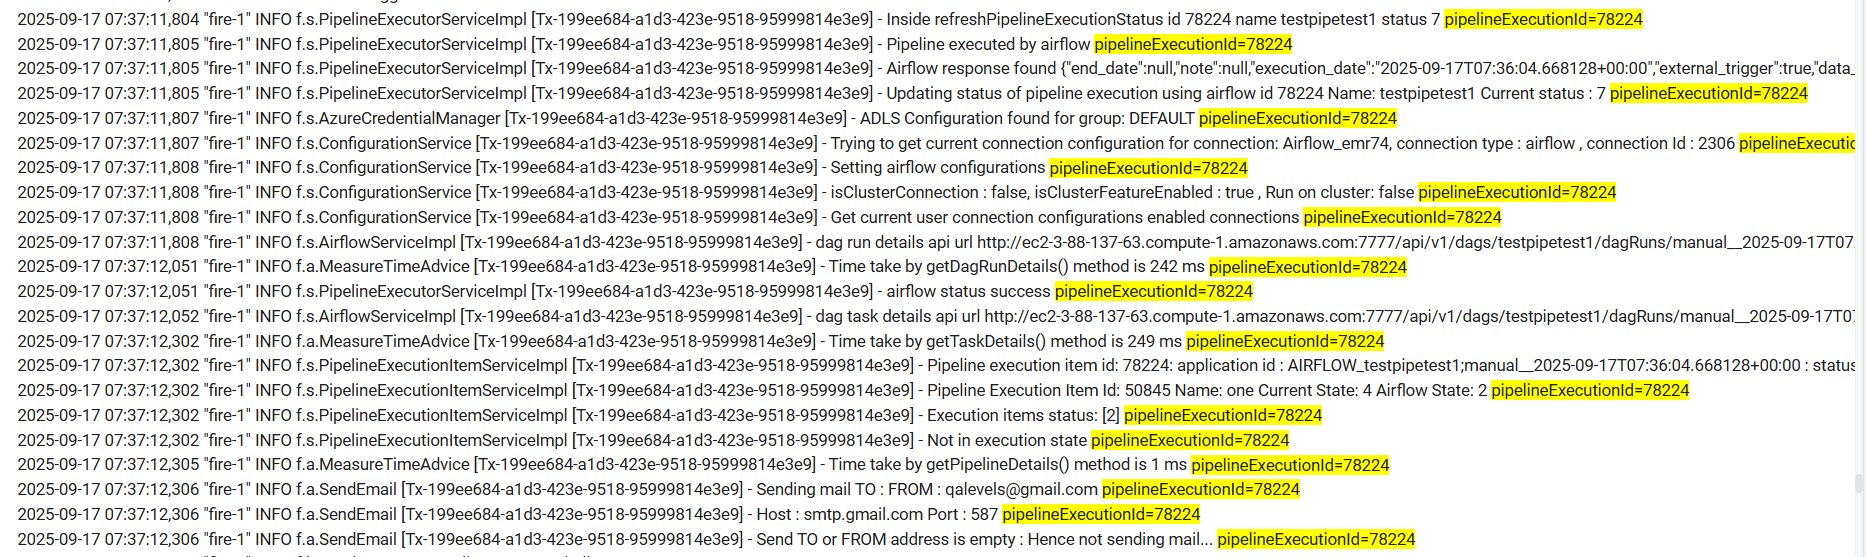 2025-09-17 07:37:11,804 "fire-1" INFO f.s.PipelineExecutorServiceImpl [Tx-199ee684-a1d3-423e-9518-95999814e3e9] - Inside refreshPipelineExecutionStatus id 78224 name testpipetest1 status 7 pipelineExecutionId=78224
2025-09-17 07:37:11,805 "fire-1" INFO f.s.PipelineExecutorServiceImpl [Tx-199ee684-a1d3-423e-9518-95999814e3e9] - Pipeline executed by airflow pipelineExecutionId=78224
2025-09-17 07:37:11,805 "fire-1" INFO f.s.PipelineExecutorServiceImpl [Tx-199ee684-a1d3-423e-9518-95999814e3e9] - Airflow response found {"end_date":null,"note":null,"execution_date":"2025-09-17T07:36:04.668128+00:00","external_trigger":true,"data_
2025-09-17 07:37:11,805 "fire-1" INFO f.s.PipelineExecutorServiceImpl [Tx-199ee684-a1d3-423e-9518-95999814e3e9] - Updating status of pipeline execution using airflow id 78224 Name: testpipetest1 Current status : 7 pipelineExecutionId=78224
2025-09-17 07:37:11,807 "fire-1" INFO f.s.AzureCredentialManager [Tx-199ee684-a1d3-423e-9518-95999814e3e9] - ADLS Configuration found for group: DEFAULT pipelineExecutionId=78224
2025-09-17 07:37:11,807 "fire-1" INFO f.s.ConfigurationService [Tx-199ee684-a1d3-423e-9518-95999814e3e9] - Trying to get current connection configuration for connection: Airflow_emr74, connection type : airflow , connection Id : 2306 pipelineExecutio
2025-09-17 07:37:11,808 "fire-1" INFO f.s.ConfigurationService [Tx-199ee684-a1d3-423e-9518-95999814e3e9] - Setting airflow configurations pipelineExecutionId=78224
2025-09-17 07:37:11,808 "fire-1" INFO f.s.ConfigurationService [Tx-199ee684-a1d3-423e-9518-95999814e3e9] - isClusterConnection : false, isClusterFeatureEnabled : true , Run on cluster: false pipelineExecutionId=78224
2025-09-17 07:37:11,808 "fire-1" INFO f.s.ConfigurationService [Tx-199ee684-a1d3-423e-9518-95999814e3e9] - Get current user connection configurations enabled connections pipelineExecutionId=78224
2025-09-17 07:37:11,808 "fire-1" INFO f.s.AirflowServiceImpl [Tx-199ee684-a1d3-423e-9518-95999814e3e9] - dag run details api url http://ec2-3-88-137-63.compute-1.amazonaws.com:7777/api/v1/dags/testpipetest1/dagRuns/manual__2025-09-17T07:
2025-09-17 07:37:12,051 "fire-1" INFO f.a.MeasureTimeAdvice [Tx-199ee684-a1d3-423e-9518-95999814e3e9] - Time take by getDagRunDetails() method is 242 ms pipelineExecutionId=78224
2025-09-17 07:37:12,051 "fire-1" INFO f.s.PipelineExecutorServiceImpl [Tx-199ee684-a1d3-423e-9518-95999814e3e9] - airflow status success pipelineExecutionId=78224
2025-09-17 07:37:12,052 "fire-1" INFO f.s.AirflowServiceImpl [Tx-199ee684-a1d3-423e-9518-95999814e3e9] - dag task details api url http://ec2-3-88-137-63.compute-1.amazonaws.com:7777/api/v1/dags/testpipetest1/dagRuns/manual__2025-09-17T07
2025-09-17 07:37:12,302 "fire-1" INFO f.a.MeasureTimeAdvice [Tx-199ee684-a1d3-423e-9518-95999814e3e9] - Time take by getTaskDetails() method is 249 ms pipelineExecutionId=78224
2025-09-17 07:37:12,302 "fire-1" INFO f.s.PipelineExecutionItemServiceImpl [Tx-199ee684-a1d3-423e-9518-95999814e3e9] - Pipeline execution item id: 78224: application id : AIRFLOW_testpipetest1;manual__2025-09-17T07:36:04.668128+00:00 : status
2025-09-17 07:37:12,302 "fire-1" INFO f.s.PipelineExecutionItemServiceImpl [Tx-199ee684-a1d3-423e-9518-95999814e3e9] - Pipeline Execution Item Id: 50845 Name: one Current State: 4 Airflow State: 2 pipelineExecutionId=78224
2025-09-17 07:37:12,302 "fire-1" INFO f.s.PipelineExecutionItemServiceImpl [Tx-199ee684-a1d3-423e-9518-95999814e3e9] - Execution items status: [2] pipelineExecutionId=78224
2025-09-17 07:37:12,302 "fire-1" INFO f.s.PipelineExecutionItemServiceImpl [Tx-199ee684-a1d3-423e-9518-95999814e3e9] - Not in execution state pipelineExecutionId=78224
2025-09-17 07:37:12,305 "fire-1" INFO f.a.MeasureTimeAdvice [Tx-199ee684-a1d3-423e-9518-95999814e3e9] - Time take by getPipelineDetails() method is 1 ms pipelineExecutionId=78224
2025-09-17 07:37:12,306 "fire-1" INFO f.a.SendEmail [Tx-199ee684-a1d3-423e-9518-95999814e3e9] - Sending mail TO : FROM : qalevels@gmail.com pipelineExecutionId=78224
2025-09-17 07:37:12,306 "fire-1" INFO f.a.SendEmail [Tx-199ee684-a1d3-423e-9518-95999814e3e9] - Host : smtp.gmail.com Port : 587 pipelineExecutionId=78224
2025-09-17 07:37:12,306 "fire-1" INFO f.a.SendEmail [Tx-199ee684-a1d3-423e-9518-95999814e3e9] - Send TO or FROM address is empty : Hence not sending mail... pipelineExecutionId=78224